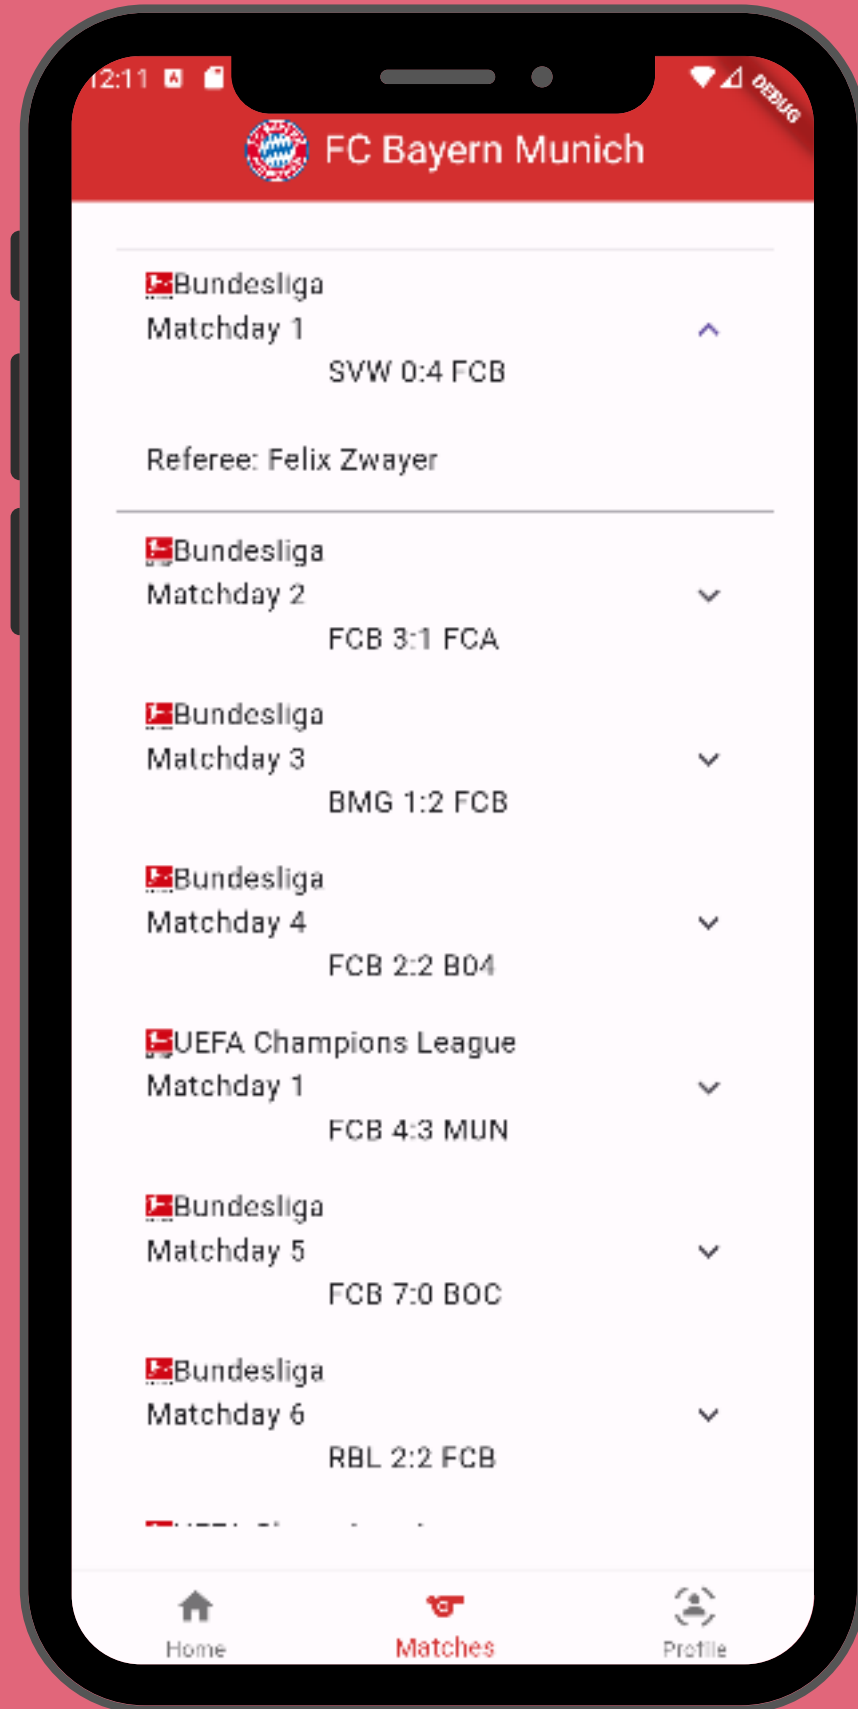 12:11
DEBUG
FC Bayern Munich
Bundesliga
Matchday 1
SVW 0:4 FCB
Referee: Felix Zwayer
Bundesliga
Matchday 2
FCB 3:1 FCA
Bundesliga
Matchday 3
BMG 1:2 FCB
Bundesliga
Matchday 4
FCB 2:2 B04
UEFA Champions League
Matchday 1
FCB 4:3 MUN
Bundesliga
Matchday 5
FCB 7:0 BOC
Bundesliga
Matchday 6
RBL 2:2 FCB
Home
Matches
Profile